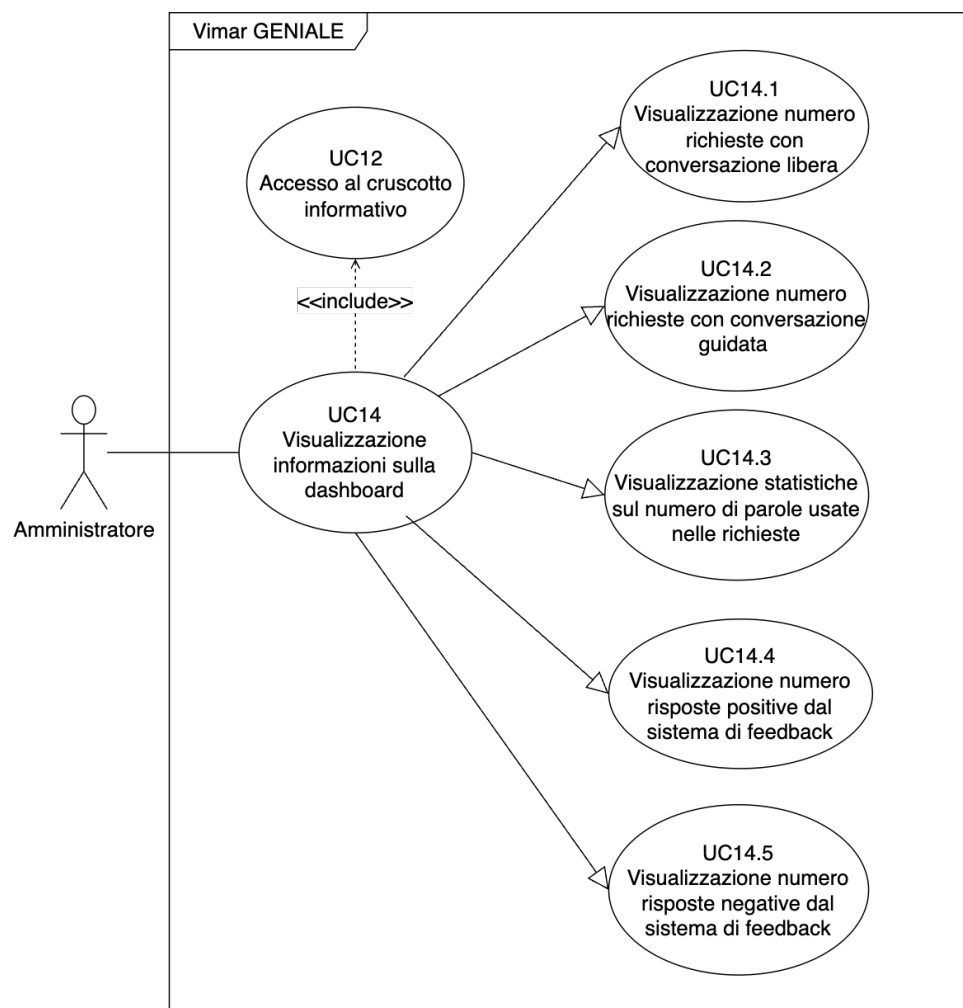 Vimar GENIALE
UC14.1
Visualizzazione numero
richieste con
conversazione libera
UC12
Accesso al cruscotto
informativo
<<include>>
UC14.2
Visualizzazione numero
richieste con conversazione
guidata
UC14
Visualizzazione
informazioni sulla
dashboard
Amministratore
UC14.3
Visualizzazione statistiche
sul numero di parole usate
nelle richieste
UC14.4
Visualizzazione numero
risposte positive dal
sistema di feedback
UC14.5
Visualizzazione numero
risposte negative dal
sistema di feedback